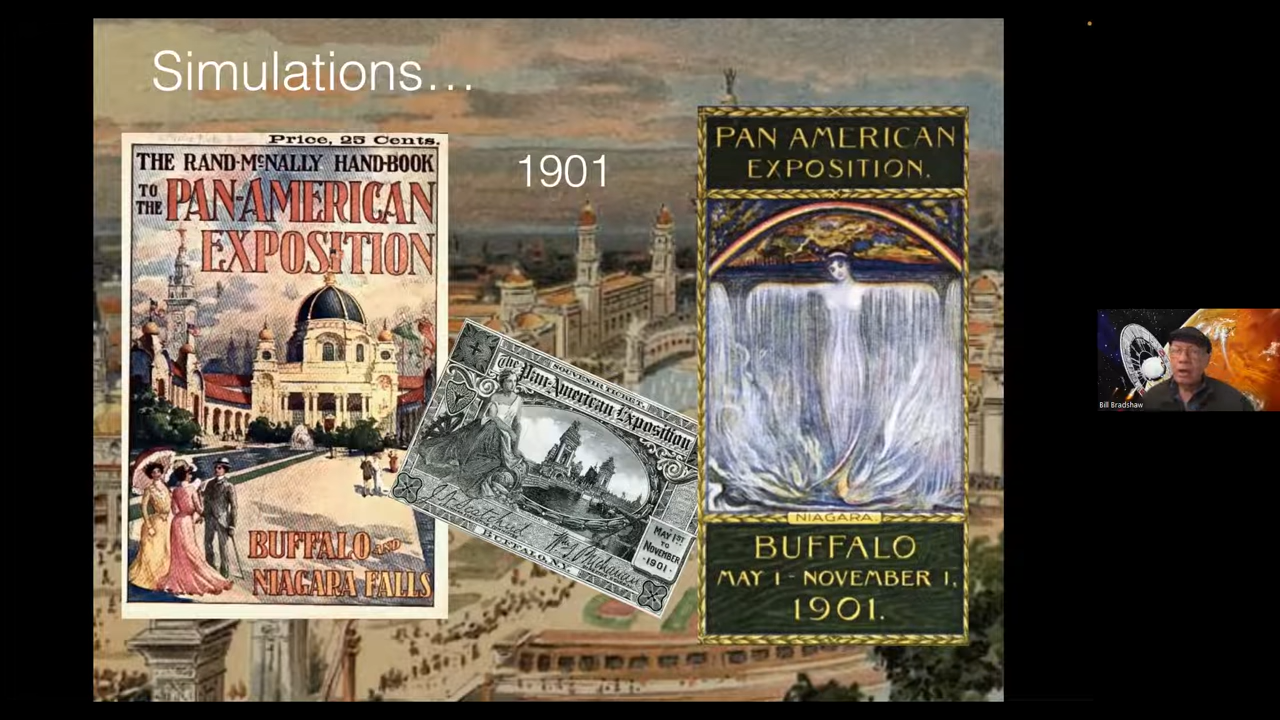 Simulations…
1901
Price, 25 Cents.
THE RAND-McNALLY HAND-BOOK
TO THE PAN-AMERICAN
EXPOSITION
BUFFALO AND
NIAGARA FALLS
SOUVENIR TICKET.
The Pan-American Exposition
MAY 1ST
TO
NOVEMBER
·1901·
BUFFALO, N.Y.
PAN AMERICAN
EXPOSITION.
NIAGARA.
BUFFALO
MAY 1 - NOVEMBER 1,
1901.
Bill Bradshaw